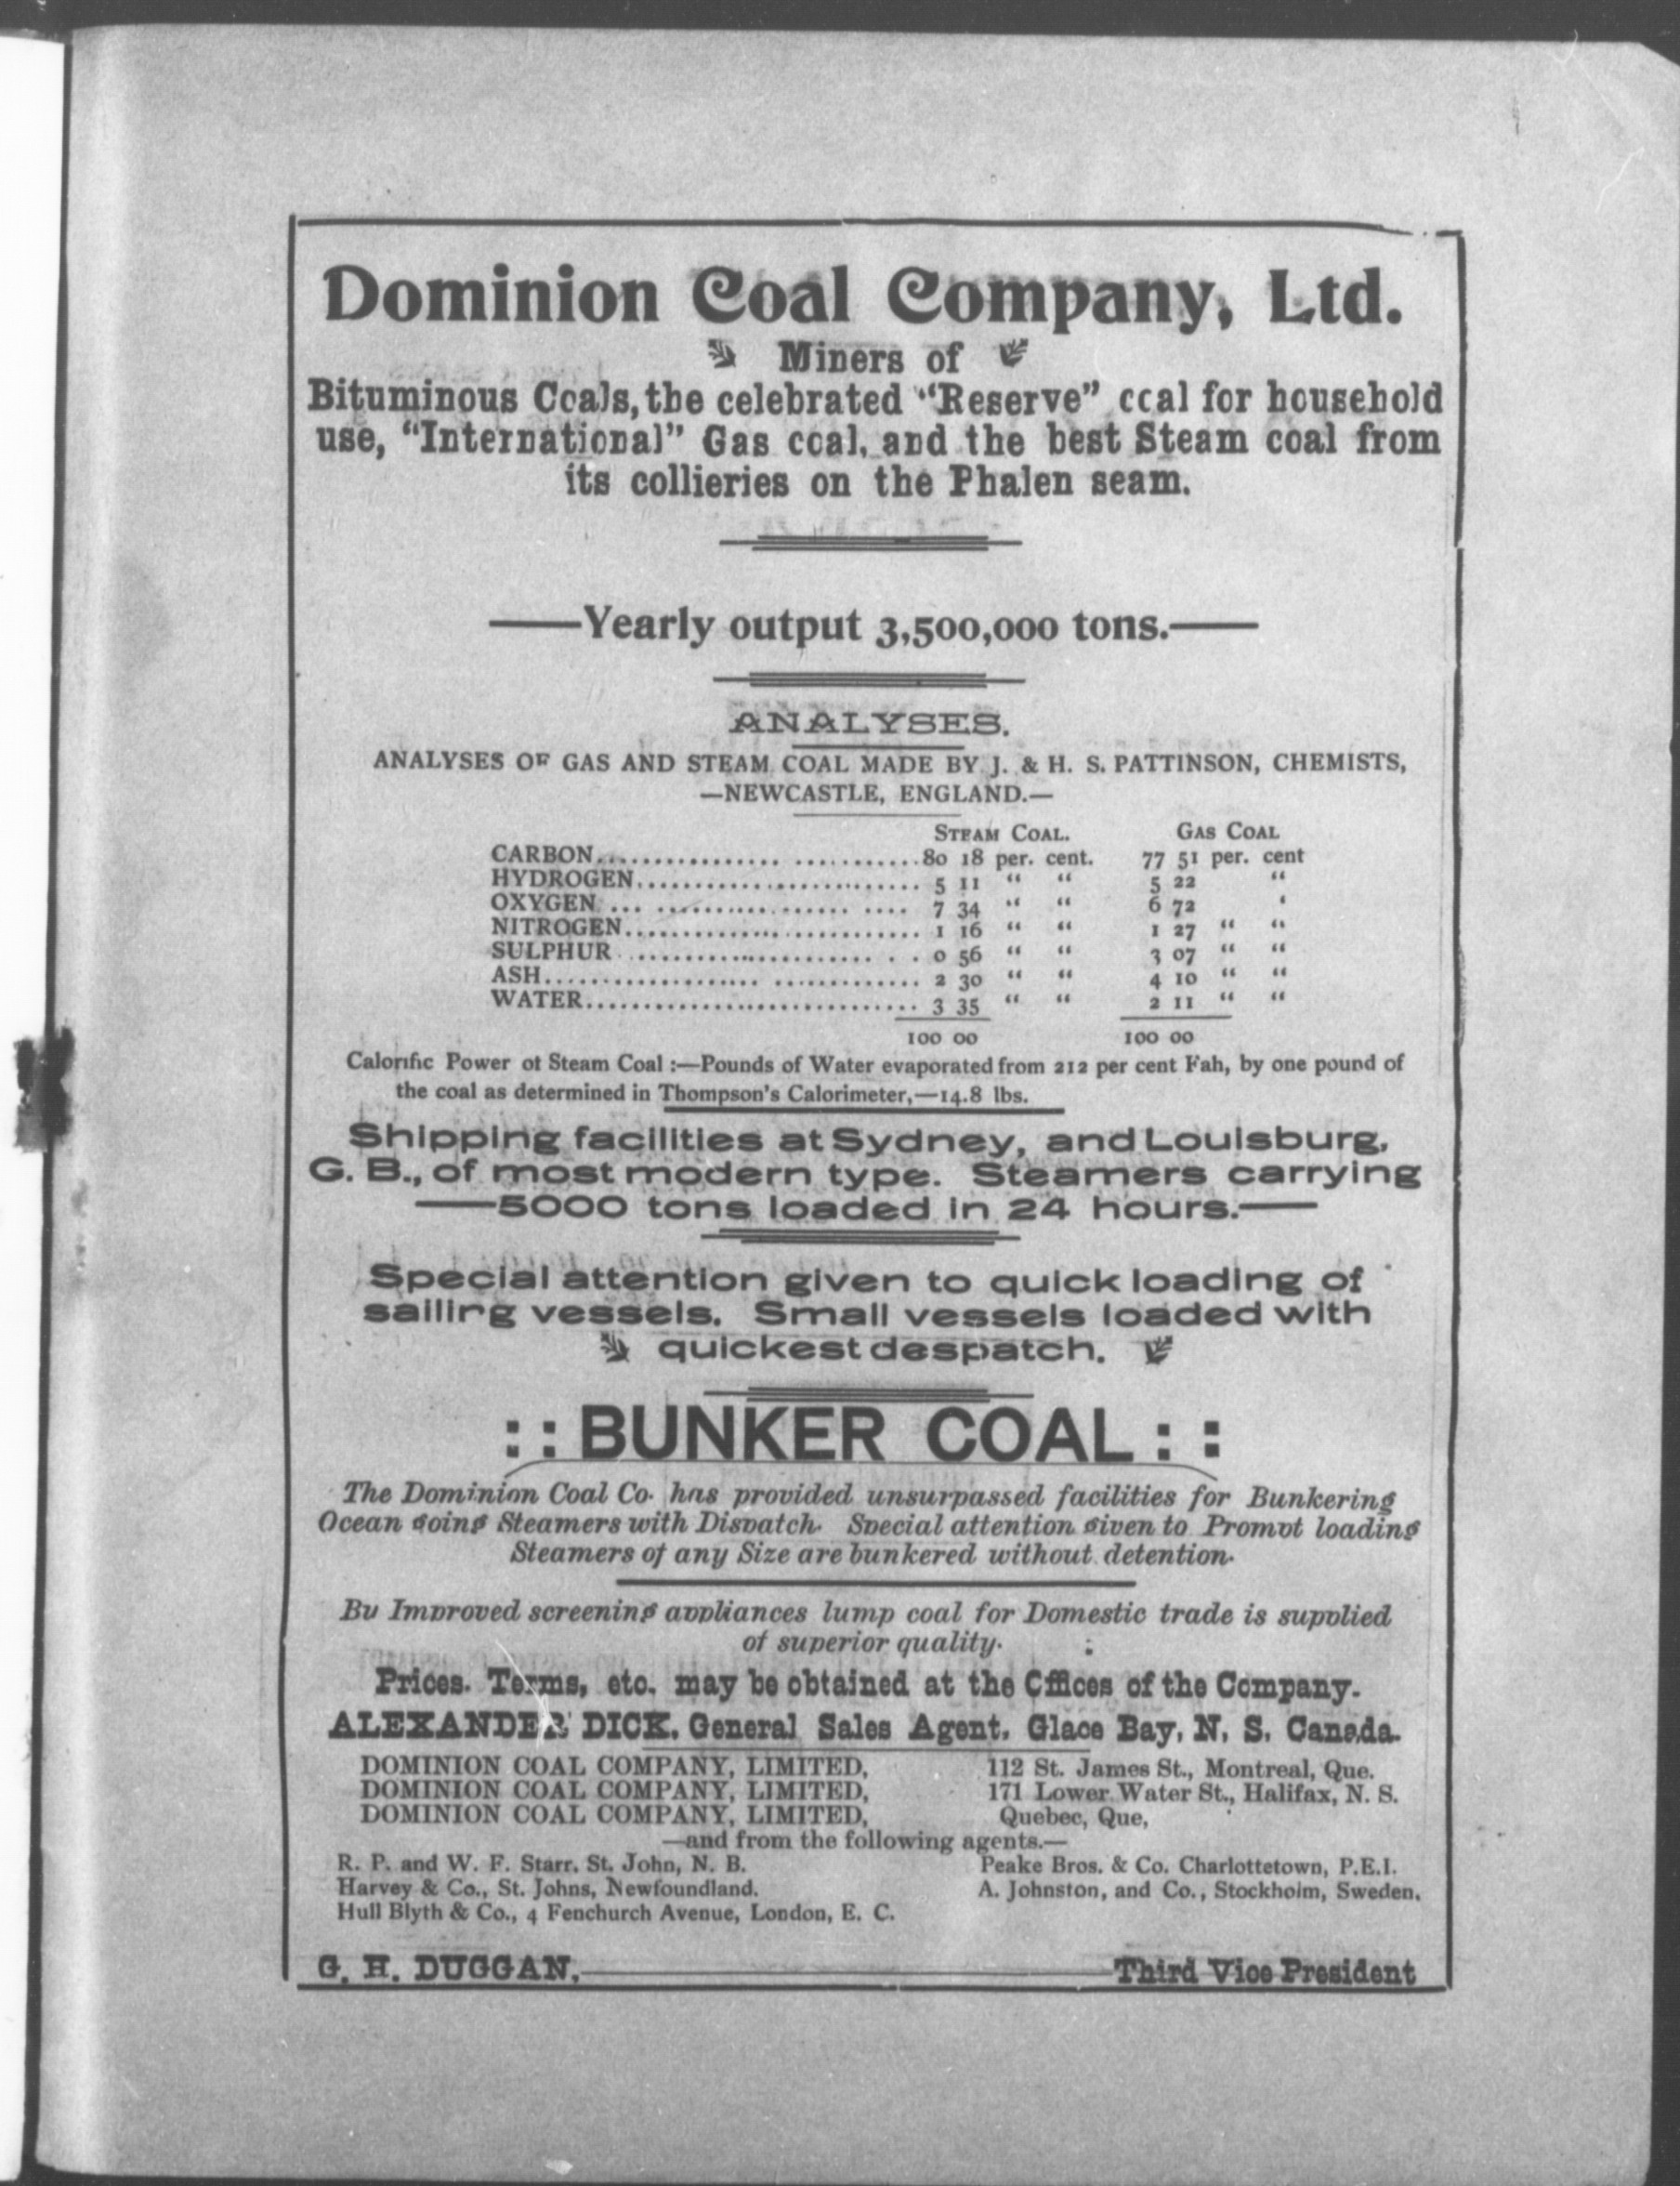 Dominion Coal Company, Ltd.
Miners of
Bituminous Coals, the celebrated "Reserve" coal for household
use, "International" Gas coal, and the best Steam coal from
its collieries on the Phalen seam.
—Yearly output 3,500,000 tons.—
ANALYSES.
ANALYSES OF GAS AND STEAM COAL MADE BY J. & H. S. PATTINSON, CHEMISTS,
—NEWCASTLE, ENGLAND.—
STEAM COAL. GAS COAL
CARBON.............................80 18 per. cent. 77 51 per. cent
HYDROGEN............................ 5 11 “ “ 5 22 “
OXYGEN ... .................... .... 7 34 “ “ 6 72 ‘
NITROGEN............................ 1 16 “ “ 1 27 “ “
SULPHUR ......................... . . 0 56 “ “ 3 07 “ “
ASH................... ............. 2 30 “ “ 4 10 “ “
WATER............................... 3 35 “ “ 2 11 “ “
100 00 100 00
Calorific Power of Steam Coal :—Pounds of Water evaporated from 212 per cent Fah, by one pound of
the coal as determined in Thompson's Calorimeter,—14.8 lbs.
Shipping facilities at Sydney, and Louisburg,
G. B., of most modern type. Steamers carrying
—5000 tons loaded in 24 hours.—
Special attention given to quick loading of
sailing vessels. Small vessels loaded with
quickest despatch.
: : BUNKER COAL : :
The Dominion Coal Co. has provided unsurpassed facilities for Bunkering
Ocean going Steamers with Dispatch. Special attention given to Prompt loading
Steamers of any Size are bunkered without detention.
By Improved screening appliances lump coal for Domestic trade is supplied
of superior quality.
Prices. Terms, etc. may be obtained at the Offices of the Company.
ALEXANDER DICK, General Sales Agent, Glace Bay, N. S. Canada.
DOMINION COAL COMPANY, LIMITED, 112 St. James St., Montreal, Que.
DOMINION COAL COMPANY, LIMITED, 171 Lower Water St., Halifax, N. S.
DOMINION COAL COMPANY, LIMITED, Quebec, Que,
—and from the following agents.—
R. P. and W. F. Starr, St. John, N. B. Peake Bros. & Co. Charlottetown, P.E.I.
Harvey & Co., St. Johns, Newfoundland. A. Johnston, and Co., Stockholm, Sweden.
Hull Blyth & Co., 4 Fenchurch Avenue, London, E. C.
G. H. DUGGAN,—Third Vice President